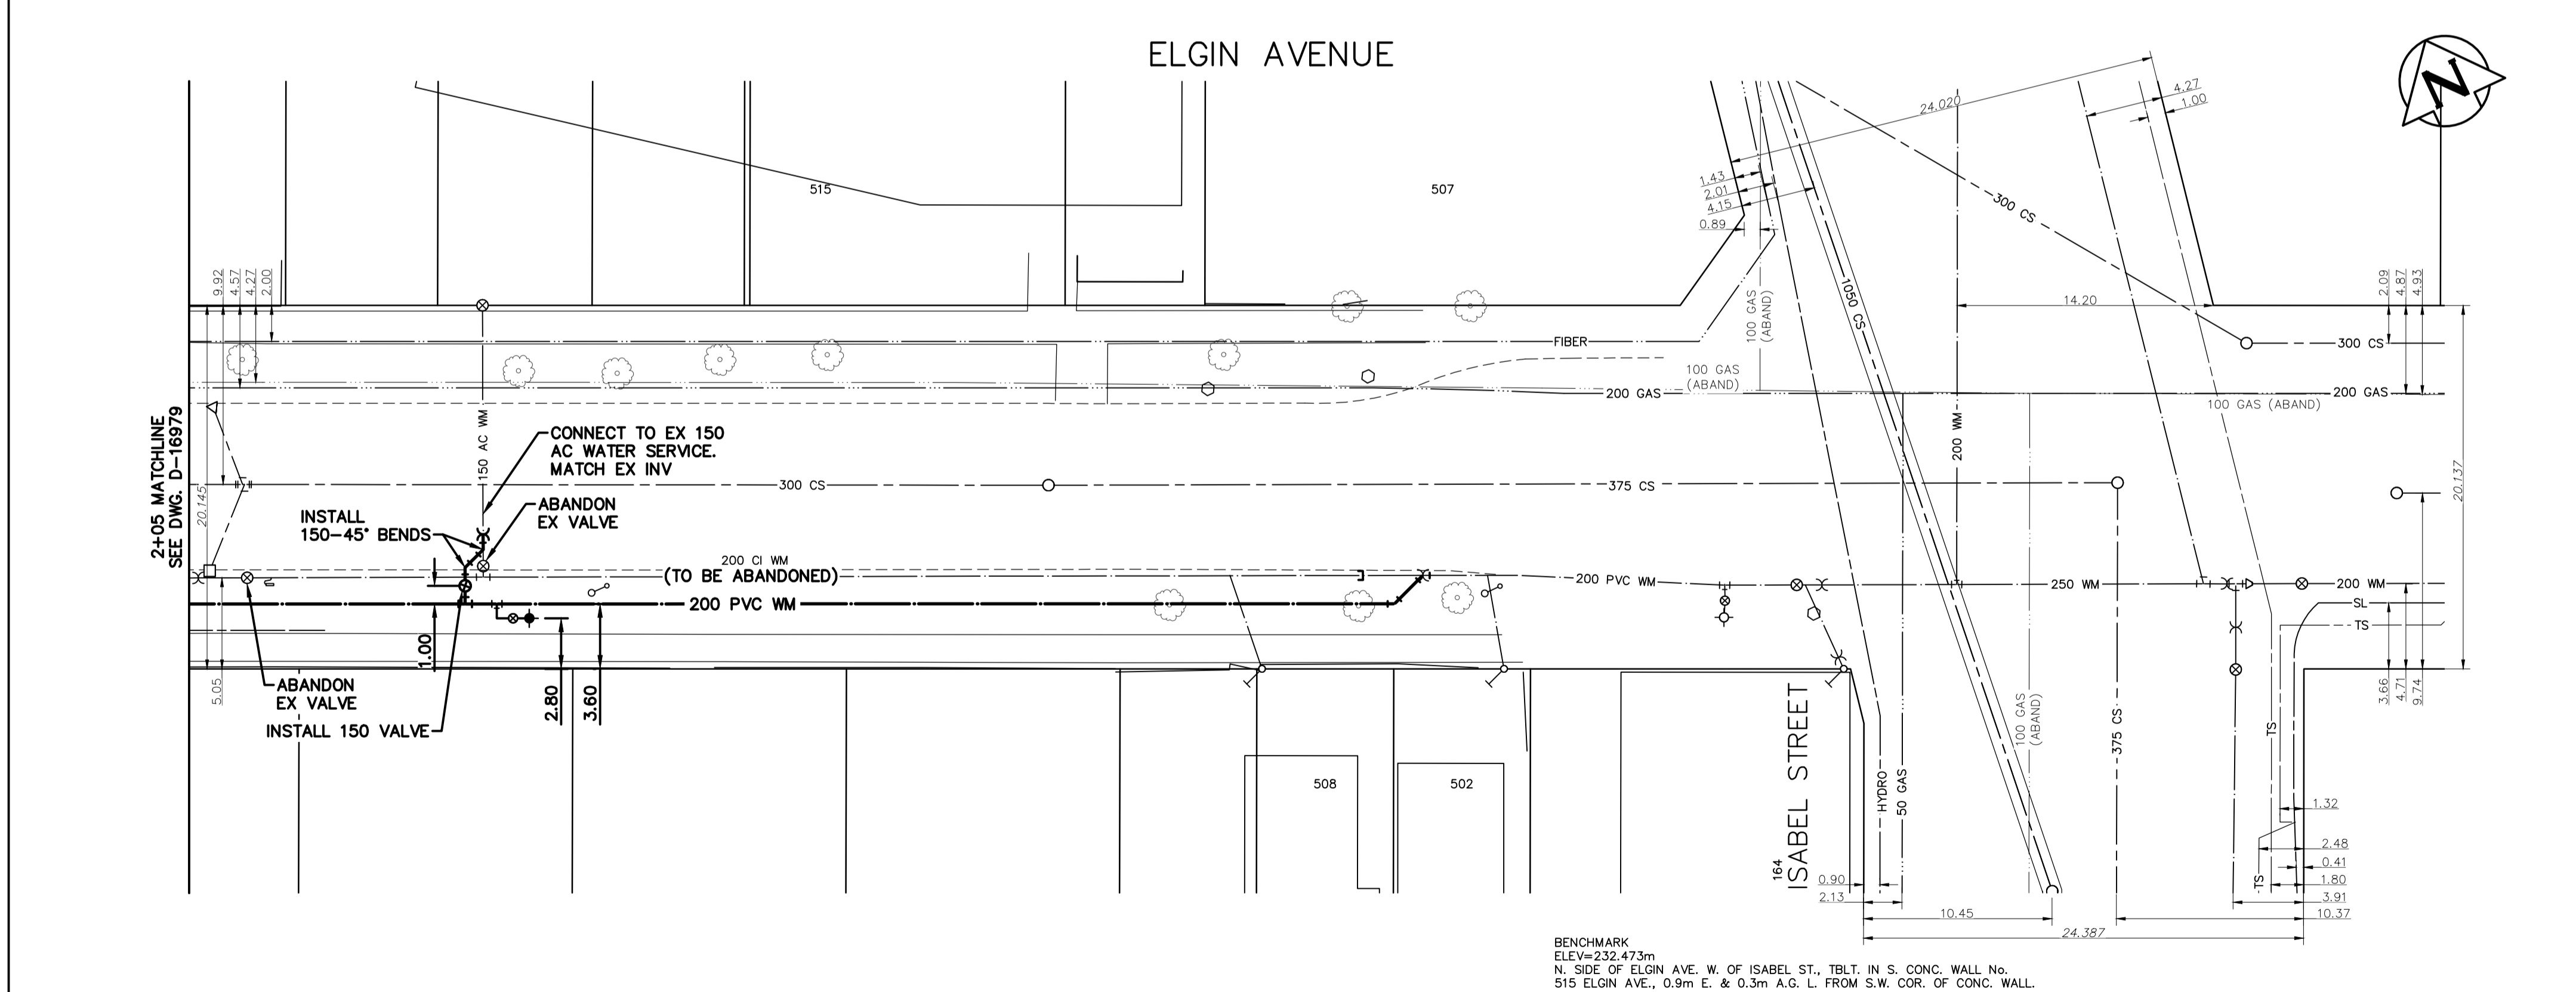 ELGIN AVENUE
N
24.020
4.27
1.00
515
507
1.43
2.01
4.15
0.89
300 CS
9.92
4.57
4.27
2.00
1050 CS
100 GAS
(ABAND)
14.20
2.09
4.87
4.93
FIBER
300 CS
100 GAS
(ABAND)
200 GAS
200 GAS
100 GAS (ABAND)
2+05 MATCHLINE
SEE DWG. D-16979
150 AC WM
CONNECT TO EX 150
AC WATER SERVICE.
MATCH EX INV
200 WM
20.145
300 CS
375 CS
20.137
ABANDON
EX VALVE
INSTALL
150-45° BENDS
200 CI WM
(TO BE ABANDONED)
200 PVC WM
250 WM
200 WM
200 PVC WM
SL
TS
1.00
5.05
ABANDON
EX VALVE
INSTALL 150 VALVE
2.80
3.60
3.66
4.71
9.74
100 GAS
(ABAND)
375 CS
TS
508
502
164
ISABEL STREET
HYDRO
50 GAS
1.32
2.48
0.41
TS
0.90
1.80
2.13
3.91
10.45
10.37
24.387
BENCHMARK
ELEV=232.473m
N. SIDE OF ELGIN AVE. W. OF ISABEL ST., TBLT. IN S. CONC. WALL No.
515 ELGIN AVE., 0.9m E. & 0.3m A.G. L. FROM S.W. COR. OF CONC. WALL.